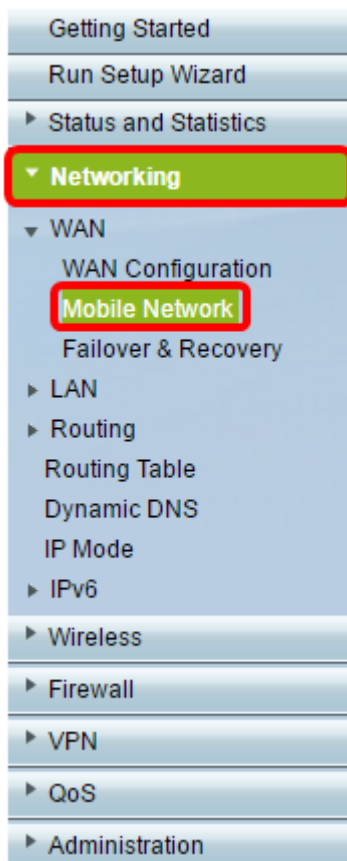 Getting Started
Run Setup Wizard
Status and Statistics
Networking
WAN
WAN Configuration
Mobile Network
Failover & Recovery
LAN
Routing
Routing Table
Dynamic DNS
IP Mode
IPv6
Wireless
Firewall
VPN
QoS
Administration